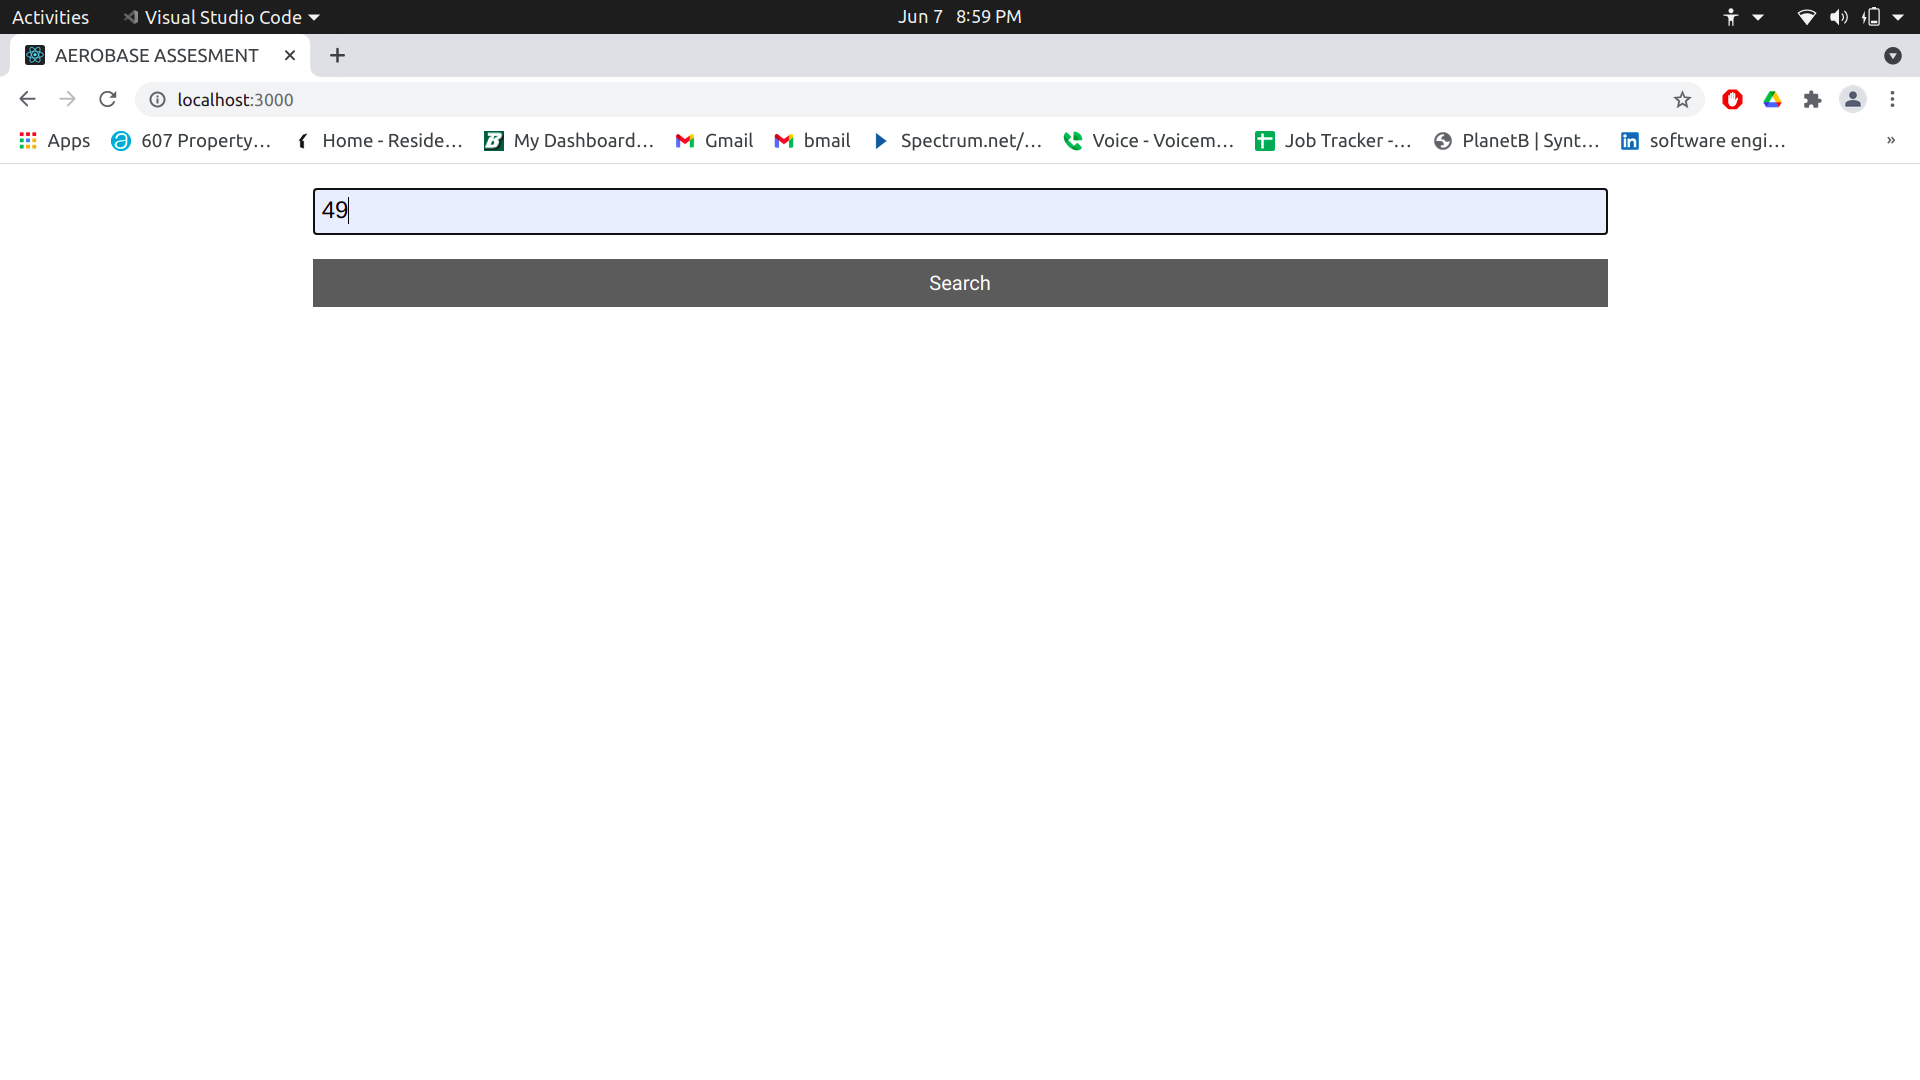 Activities Visual Studio Code Jun 7 8:59 PM
AEROBASE ASSESMENT
localhost:3000
Apps 607 Property... Home - Reside... My Dashboard... Gmail bmail Spectrum.net/... Voice - Voicem... Job Tracker -... PlanetB | Synt... software engi... »
49
Search